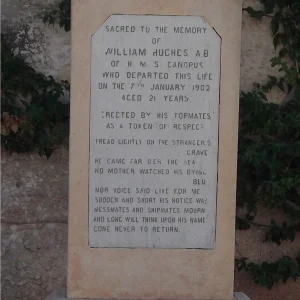 SACRED TO THE MEMORY
OF
WILLIAM HUGHES A.B
OF H.M.S. CANOPUS
WHO DEPARTED THIS LIFE
ON THE 7TH JANUARY 1902
AGED 21 YEARS
ERECTED BY HIS TOPMATES
AS A TOKEN OF RESPECT
TREAD LIGHTLY ON THE STRANGER'S
GRAVE
HE CAME FAR O'ER THE SEA
NO MOTHER WATCHED HIS DYING
BED
NOR VOICE SAID LIVE FOR ME
SUDDEN AND SHORT HIS NOTICE WAS
MESSMATES AND SHIPMATES MOURN
AND LONG WILL THINK UPON HIS NAME
GONE NEVER TO RETURN.